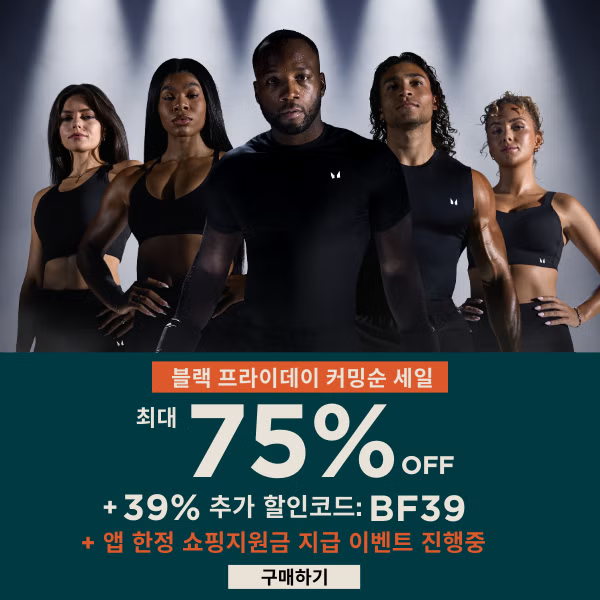 블랙 프라이데이 커밍순 세일
최대 75% OFF
+ 39% 추가 할인코드: BF39
+ 앱 한정 쇼핑지원금 지급 이벤트 진행중
구매하기